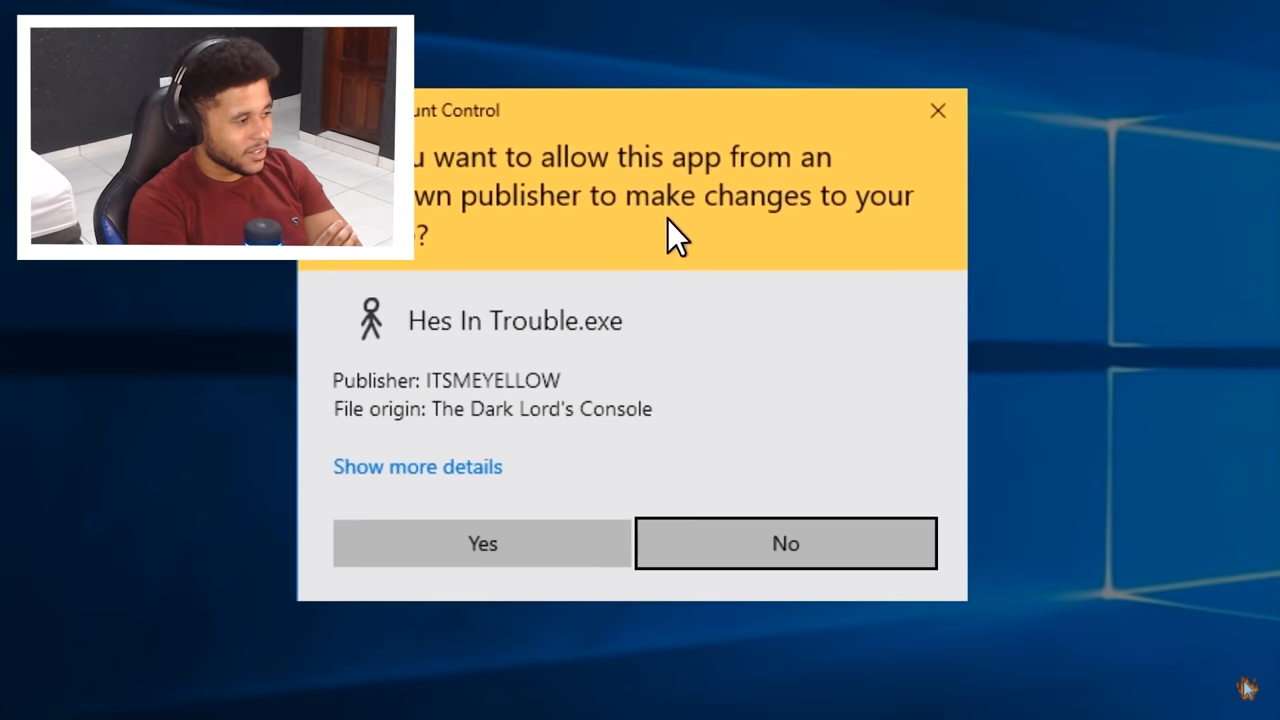 unt Control
u want to allow this app from an
wn publisher to make changes to your
?
Hes In Trouble.exe
Publisher: ITSMEYELLOW
File origin: The Dark Lord's Console
Show more details
Yes
No